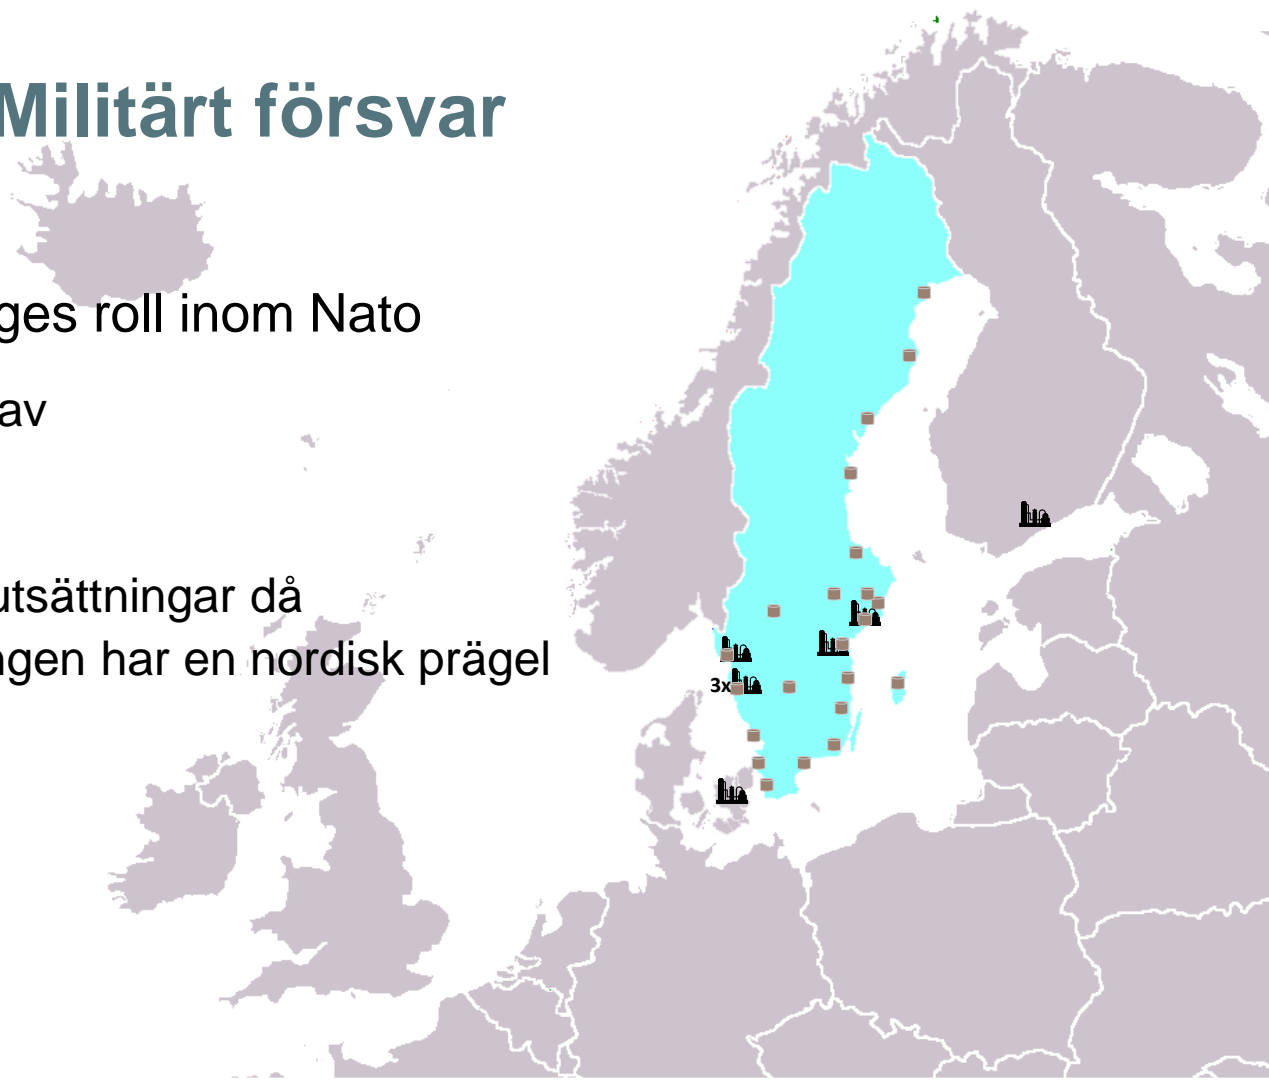 Militärt försvar
ges roll inom Nato
av
utsättningar då
ngen har en nordisk prägel
3x